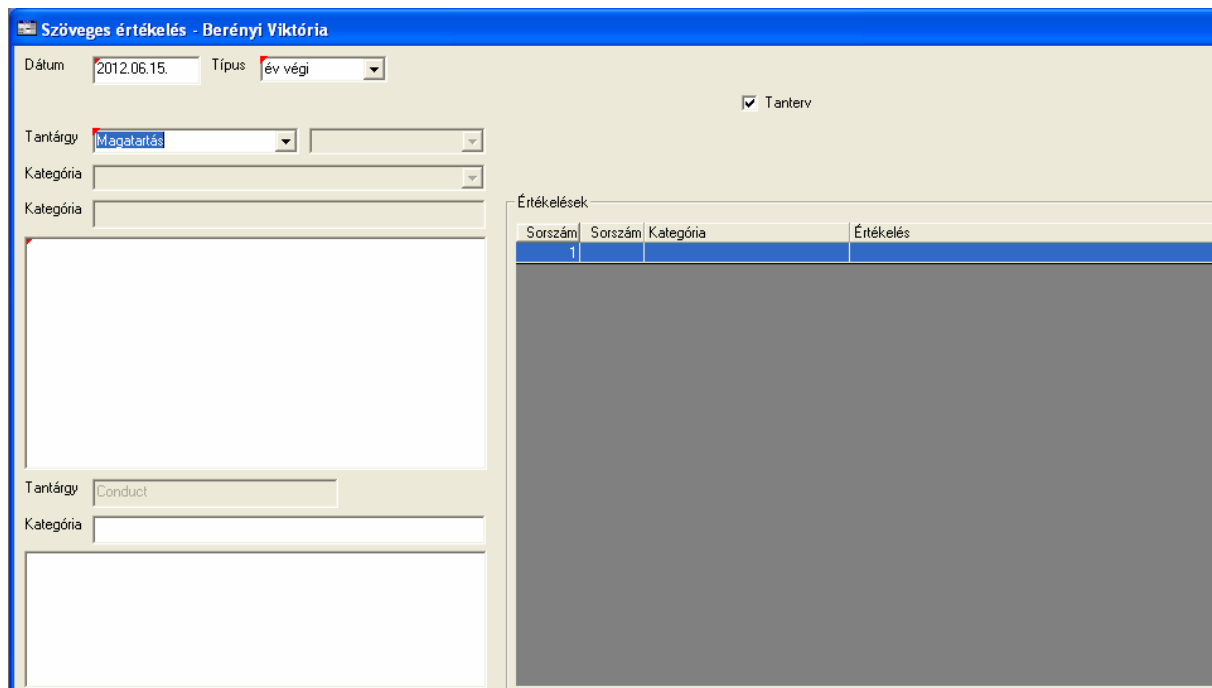 Szöveges értékelés - Berényi Viktória
Dátum 2012.06.15. Típus év végi
Tanterv
Tantárgy Magatartás
Kategória
Kategória
Értékelések
Sorszám Sorszám Kategória Értékelés
1
Tantárgy Conduct
Kategória